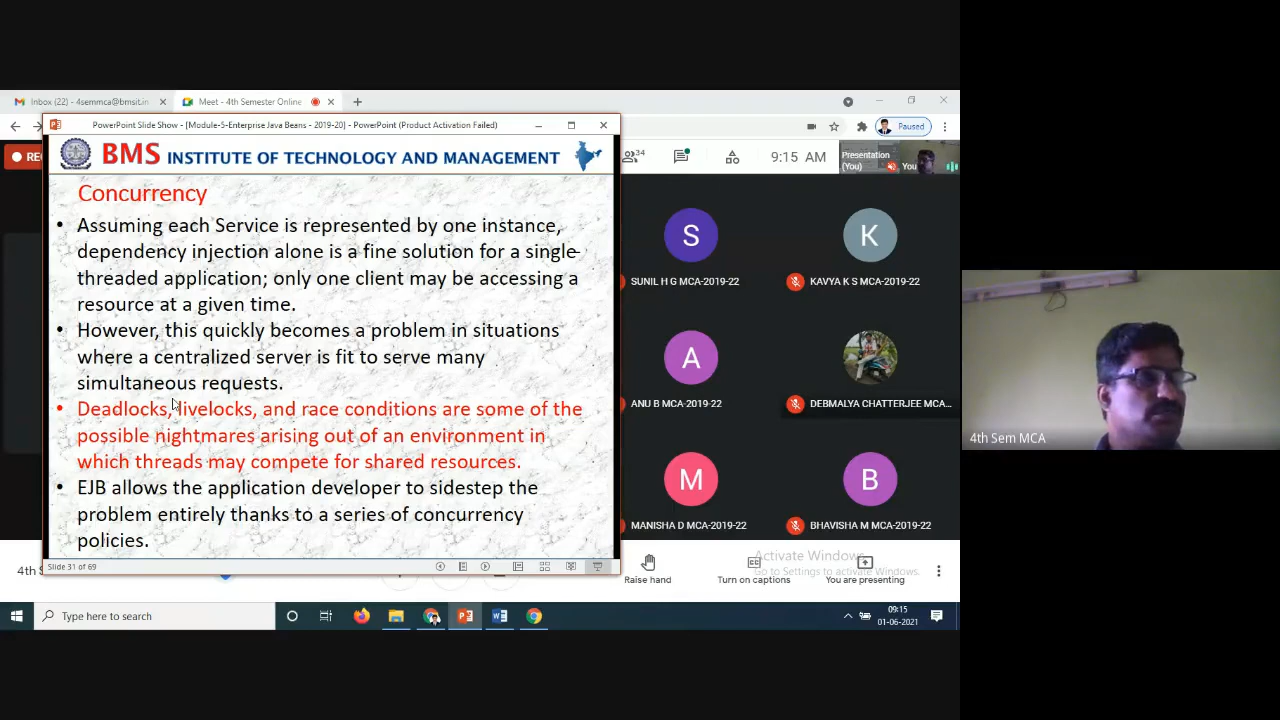 Inbox (22) - 4semmca@bmsit.in
Meet - 4th Semester Online
Paused
PowerPoint Slide Show - [Module-5-Enterprise Java Beans - 2019-20] - PowerPoint (Product Activation Failed)
BMS INSTITUTE OF TECHNOLOGY AND MANAGEMENT
Concurrency
• Assuming each Service is represented by one instance,
dependency injection alone is a fine solution for a single-
threaded application; only one client may be accessing a
resource at a given time.
• However, this quickly becomes a problem in situations
where a centralized server is fit to serve many
simultaneous requests.
• Deadlocks, livelocks, and race conditions are some of the
possible nightmares arising out of an environment in
which threads may compete for shared resources.
• EJB allows the application developer to sidestep the
problem entirely thanks to a series of concurrency
policies.
Slide 31 of 69
34
9:15 AM
Presentation
(You)
You
S
K
SUNIL H G MCA-2019-22
KAVYA K S MCA-2019-22
A
ANU B MCA-2019-22
DEBMALYA CHATTERJEE MCA...
M
B
MANISHA D MCA-2019-22
BHAVISHA M MCA-2019-22
Activate Windows
Go to Settings to activate Windows.
Raise hand
Turn on captions
You are presenting
4th Sem MCA
Type here to search
09:15
01-06-2021